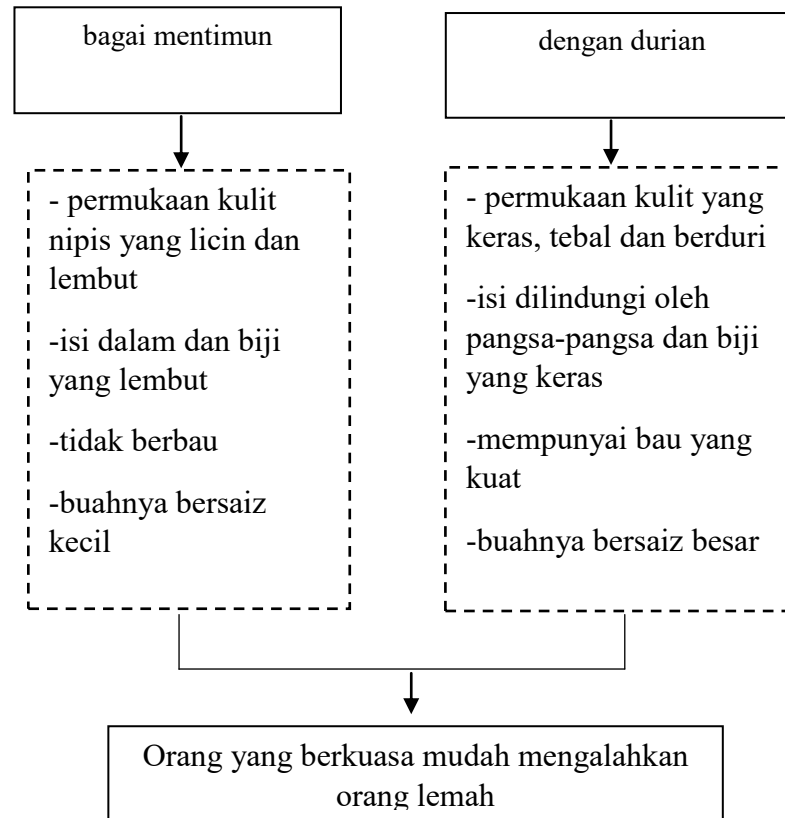 bagai mentimun
dengan durian
- permukaan kulit
nipis yang licin dan
lembut
-isi dalam dan biji
yang lembut
-tidak berbau
-buahnya bersaiz
kecil
- permukaan kulit yang
keras, tebal dan berduri
-isi dilindungi oleh
pangsa-pangsa dan biji
yang keras
-mempunyai bau yang
kuat
-buahnya bersaiz besar
Orang yang berkuasa mudah mengalahkan
orang lemah